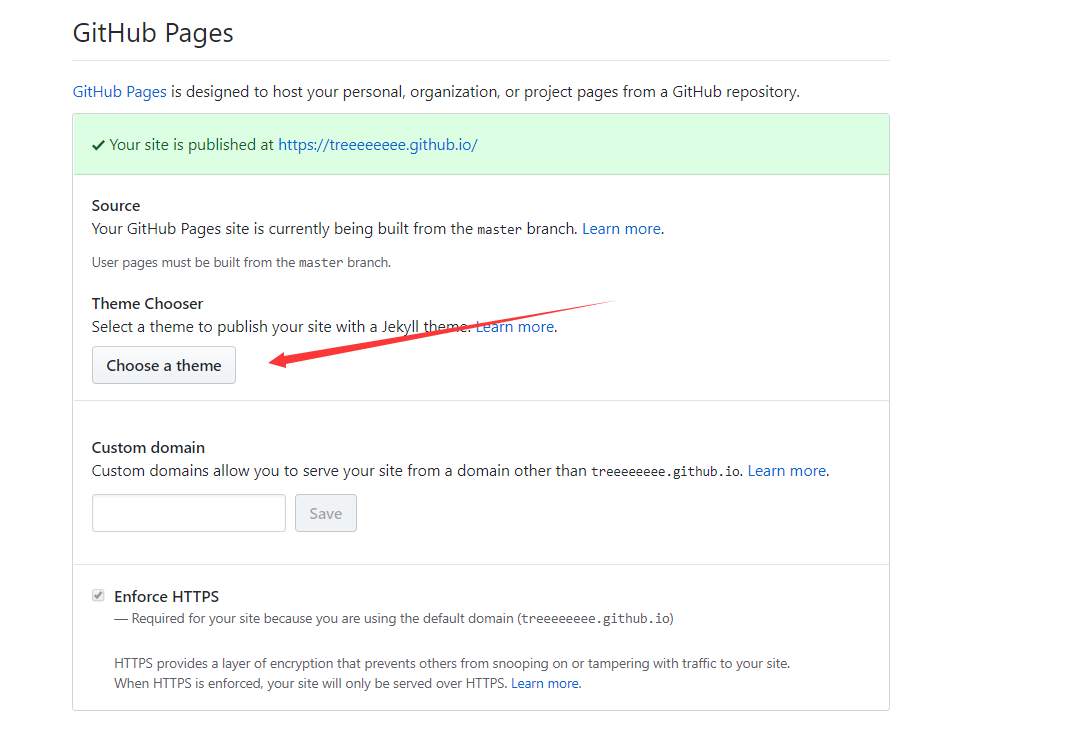 GitHub Pages
GitHub Pages is designed to host your personal, organization, or project pages from a GitHub repository.
Your site is published at https://treeeeeeee.github.io/
Source
Your GitHub Pages site is currently being built from the master branch. Learn more.
User pages must be built from the master branch.
Theme Chooser
Select a theme to publish your site with a Jekyll theme. Learn more.
Choose a theme
Custom domain
Custom domains allow you to serve your site from a domain other than treeeeeeee.github.io. Learn more.
Save
Enforce HTTPS
— Required for your site because you are using the default domain (treeeeeeee.github.io)
HTTPS provides a layer of encryption that prevents others from snooping on or tampering with traffic to your site.
When HTTPS is enforced, your site will only be served over HTTPS. Learn more.